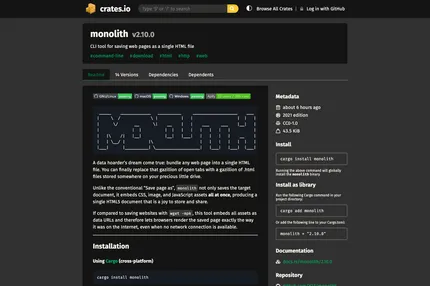 crates.io
Type 'S' or '/' to search
Browse All Crates | Log in with GitHub
monolith v2.10.0
CLI tool for saving web pages as a single HTML file
#command-line #download #html #http #web
Readme 14 Versions Dependencies Dependents
GNU/Linux passing macOS passing Windows passing
A data hoarder's dream come true: bundle any web page into a single HTML
file. You can finally replace that gazillion of open tabs with a gazillion of .html
files stored somewhere on your precious little drive.
Unlike the conventional "Save page as", monolith not only saves the target
document, it embeds CSS, image, and JavaScript assets all at once, producing a
single HTML5 document that is a joy to store and share.
If compared to saving websites with wget -mpk, this tool embeds all assets as
data URLs and therefore lets browsers render the saved page exactly the way
it was on the Internet, even when no network connection is available.
Installation
Using Cargo (cross-platform)
cargo install monolith
Metadata
about 6 hours ago
2021 edition
CC0-1.0
43.5 KiB
Install
cargo install monolith
Running the above command will globally
install the monolith binary.
Install as library
Run the following Cargo command in your
project directory:
cargo add monolith
Or add the following line to your Cargo.toml:
monolith = "2.10.0"
Documentation
docs.rs/monolith/2.10.0
Repository